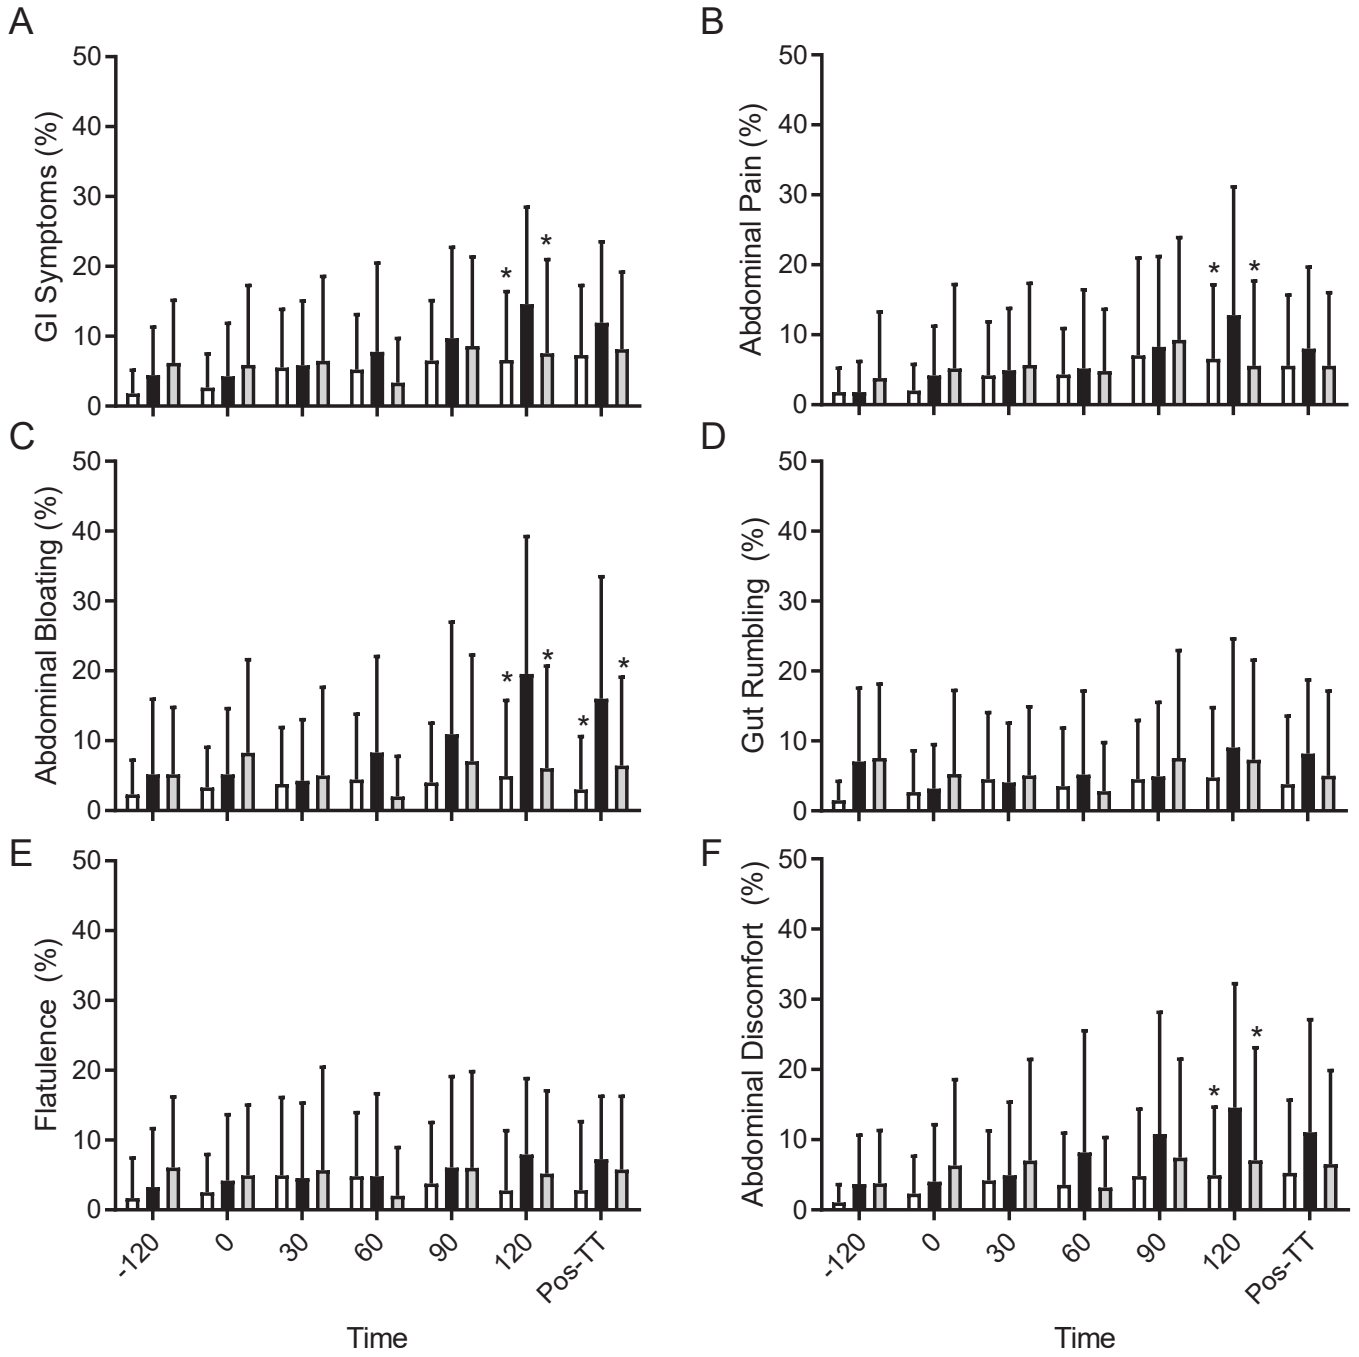 A
GI Symptoms (%)
50
40
30
20
10
0
* *
B
Abdominal Pain (%)
50
40
30
20
10
0
* *
C
Abdominal Bloating (%)
50
40
30
20
10
0
* * * *
D
Gut Rumbling (%)
50
40
30
20
10
0
E
Flatulence (%)
50
40
30
20
10
0
-120 0 30 60 90 120 Pos-TT
Time
F
Abdominal Discomfort (%)
50
40
30
20
10
0
* *
-120 0 30 60 90 120 Pos-TT
Time